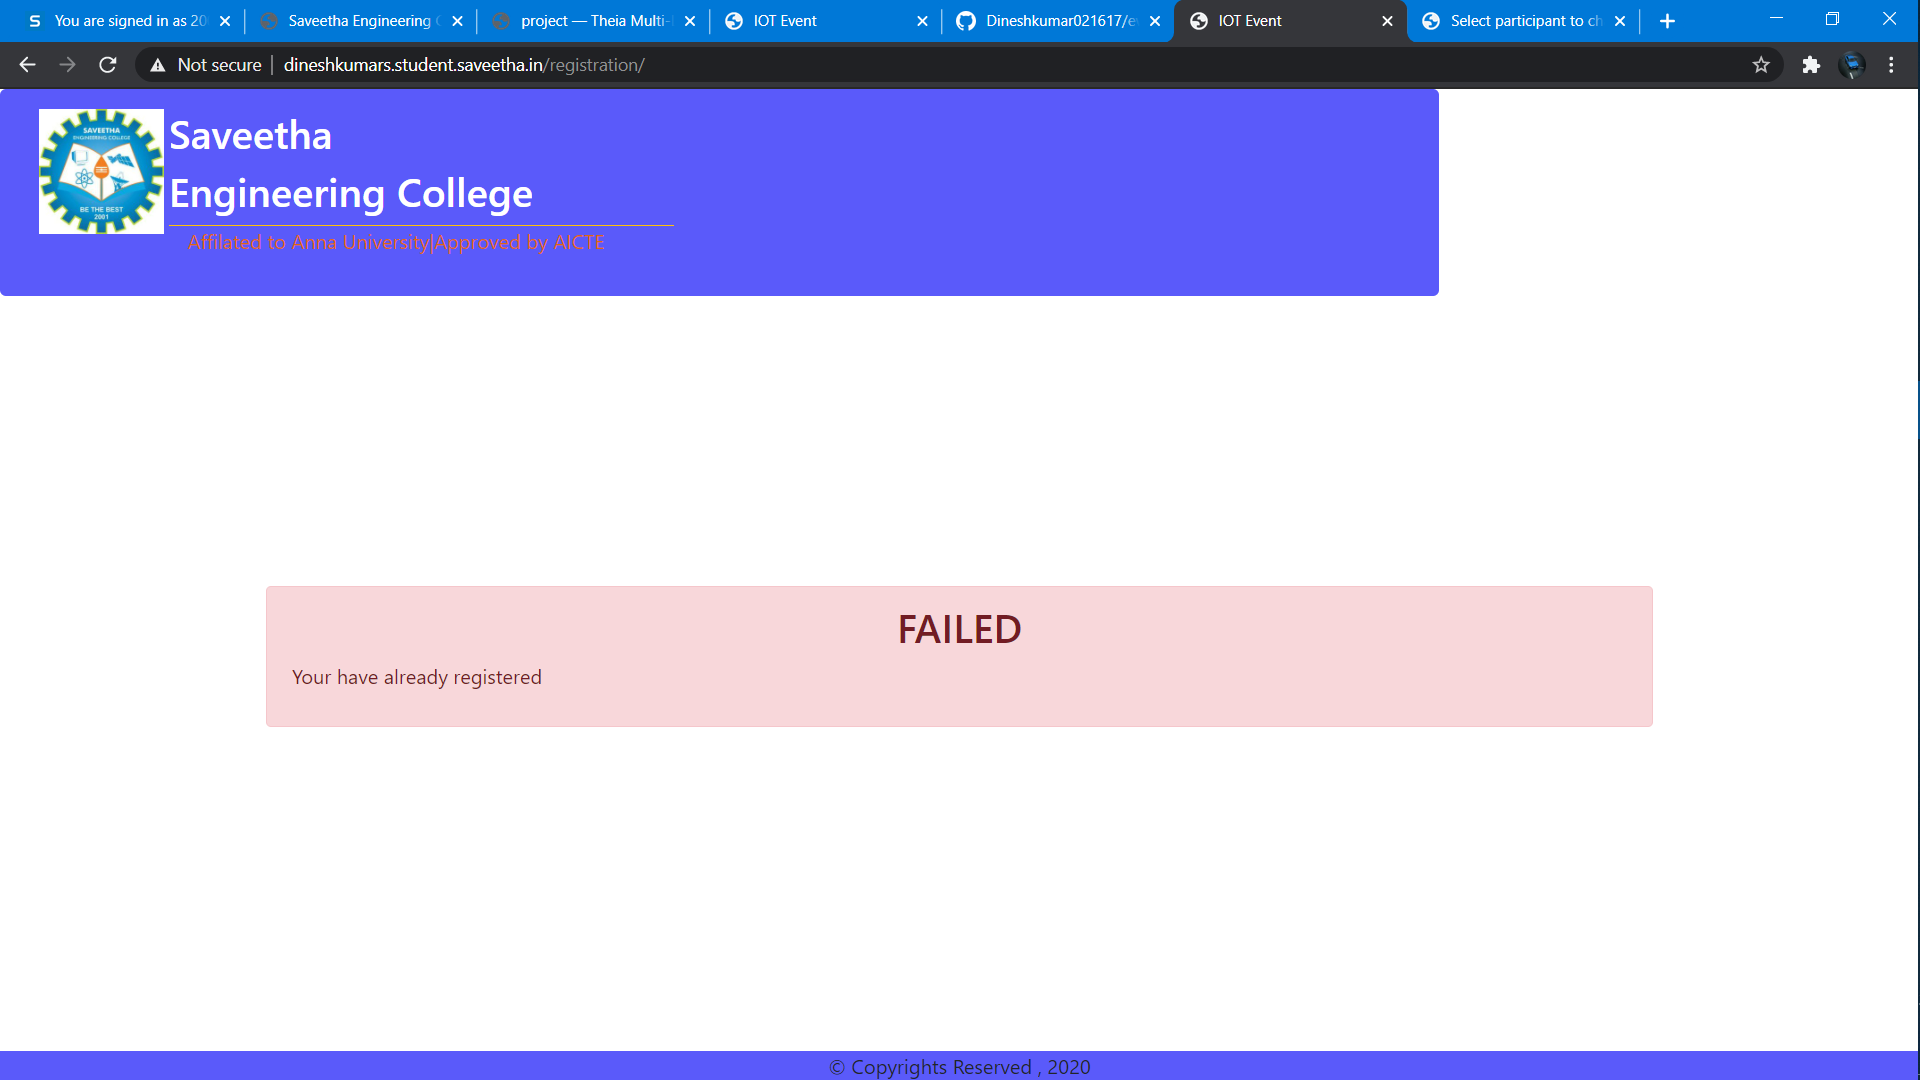 You are signed in as 20
Saveetha Engineering
project — Theia Multi-
IOT Event
Dineshkumar021617/e
IOT Event
Select participant to ch
Not secure
dineshkumars.student.saveetha.in/registration/
SAVEETHA
ENGINEERING COLLEGE
BE THE BEST
2001
Saveetha
Engineering College
Affilated to Anna University|Approved by AICTE
FAILED
Your have already registered
© Copyrights Reserved , 2020